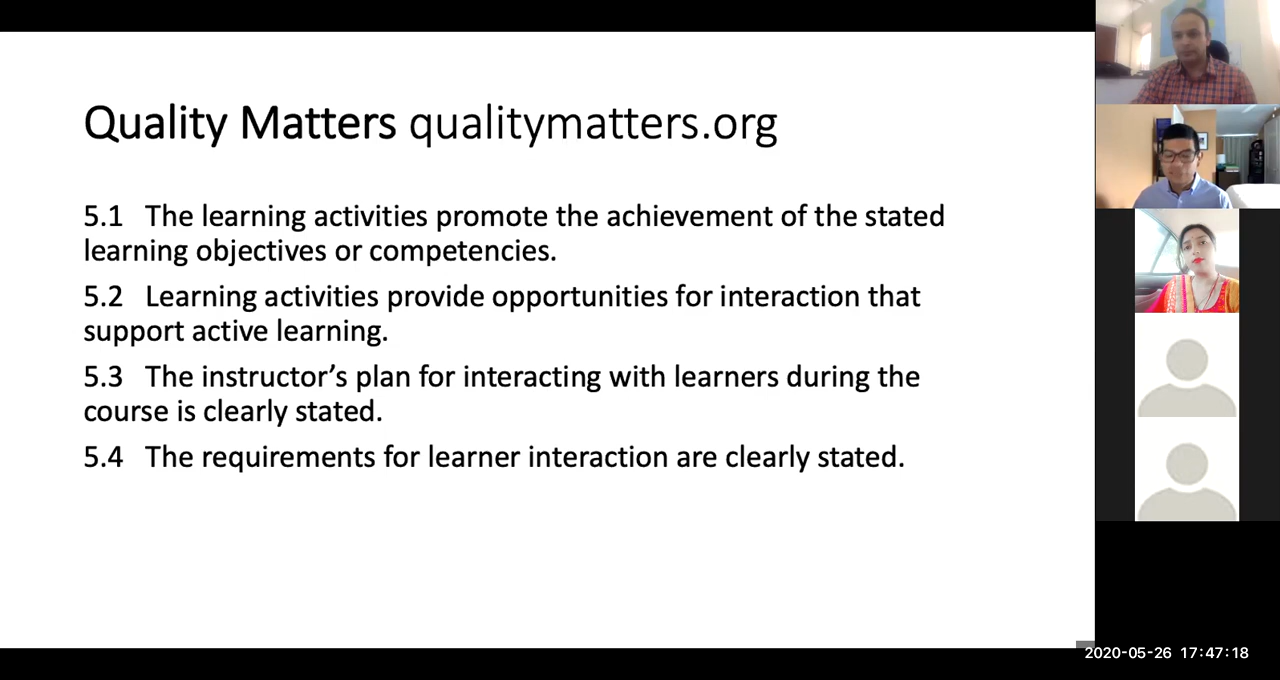 Quality Matters qualitymatters.org
5.1 The learning activities promote the achievement of the stated
learning objectives or competencies.
5.2 Learning activities provide opportunities for interaction that
support active learning.
5.3 The instructor’s plan for interacting with learners during the
course is clearly stated.
5.4 The requirements for learner interaction are clearly stated.
2020-05-26 17:47:18